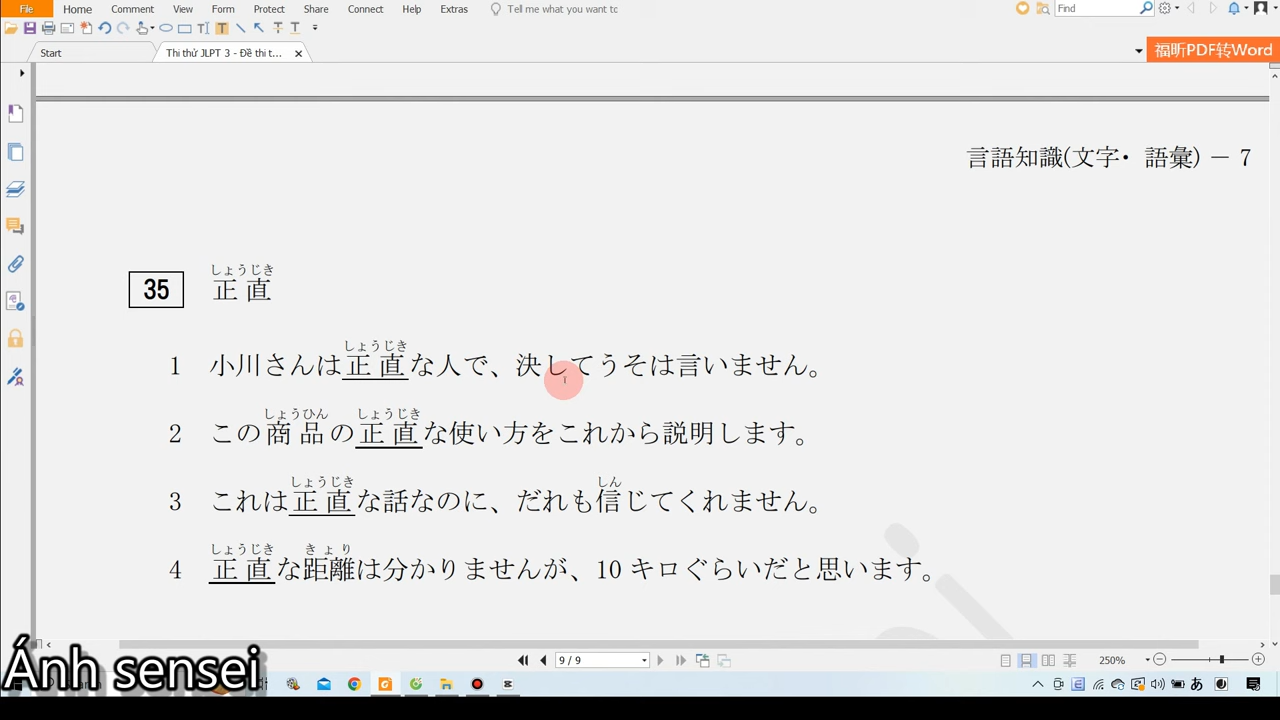 File Home Comment View Form Protect Share Connect Help Extras Tell me what you want to Find
Start Thi thử JLPT 3 - Đề thi t...
福昕PDF转Word
言語知識(文字・語彙) － 7
しょうじき
35 正直
しょうじき
1 小川さんは正直な人で、決してうそは言いません。
しょうひん しょうじき
2 この商品の正直な使い方をこれから説明します。
しょうじき しん
3 これは正直な話なのに、だれも信じてくれません。
しょうじき きょり
4 正直な距離は分かりませんが、10キロぐらいだと思います。
9 / 9
250%
Ánh sensei
あ